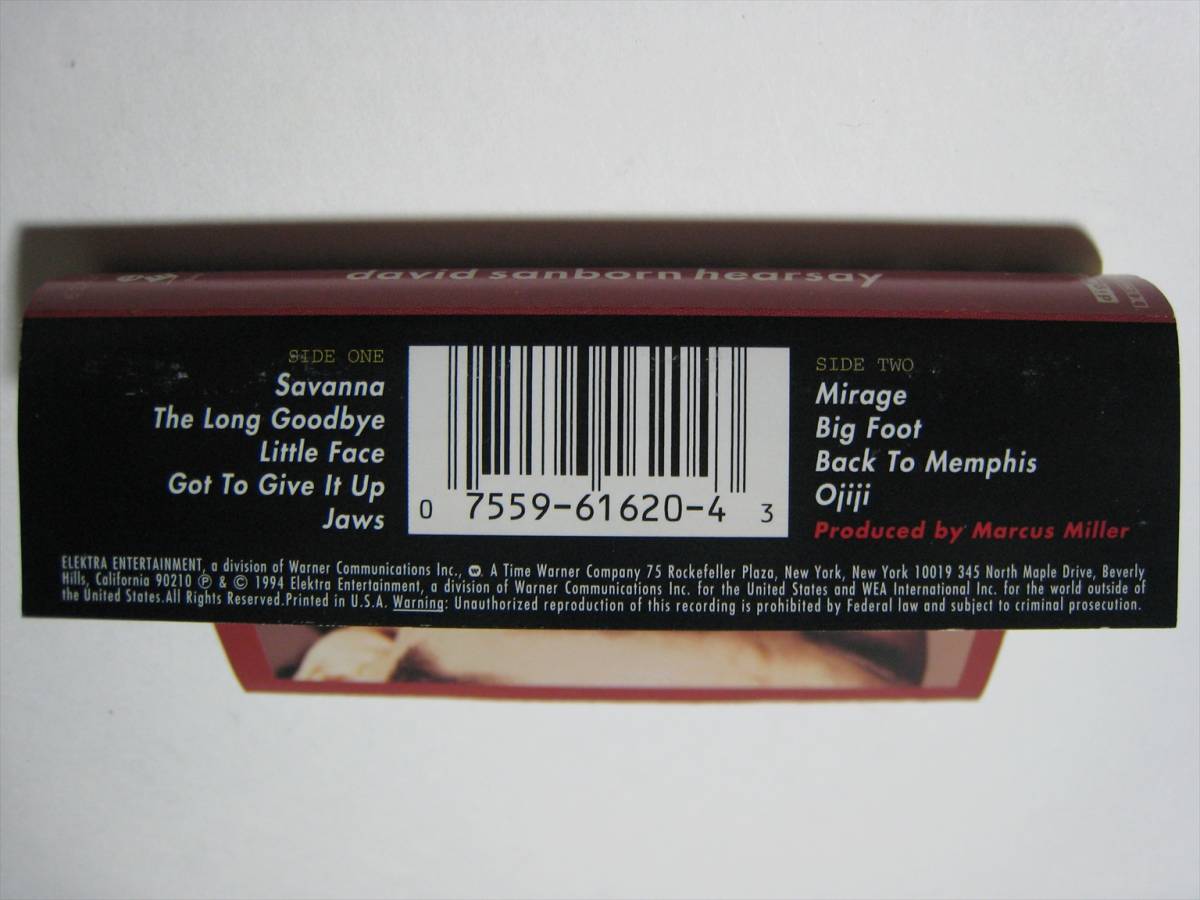 david sanborn hearsay
SIDE ONE
Savanna
The Long Goodbye
Little Face
Got To Give It Up
Jaws
0 7559-61620-4 3
SIDE TWO
Mirage
Big Foot
Back To Memphis
Ojiji
Produced by Marcus Miller
ELEKTRA ENTERTAINMENT, a division of Warner Communications Inc., A Time Warner Company 75 Rockefeller Plaza, New York, New York 10019 345 North Maple Drive, Beverly
Hills, California 90210 ℗ & © 1994 Elektra Entertainment, a division of Warner Communications Inc. for the United States and WEA International Inc. for the world outside of
the United States.All Rights Reserved.Printed in U.S.A. Warning: Unauthorized reproduction of this recording is prohibited by Federal law and subject to criminal prosecution.